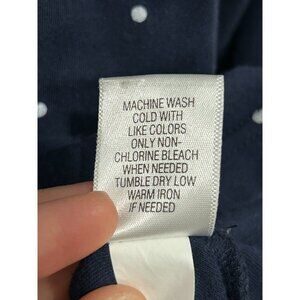 MACHINE WASH
COLD WITH
LIKE COLORS
ONLY NON-
CHLORINE BLEACH
WHEN NEEDED
TUMBLE DRY LOW
WARM IRON
IF NEEDED